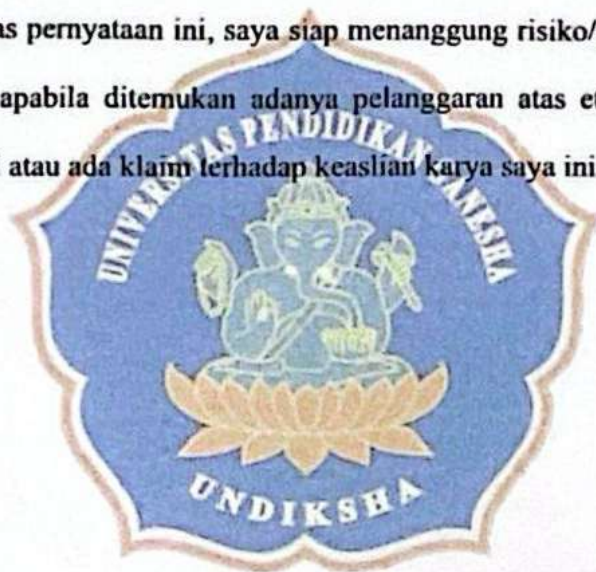 as pernyataan ini, saya siap menanggung risiko/
apabila ditemukan adanya pelanggaran atas et
atau ada klaim terhadap keaslian karya saya ini
UNIVERSITAS PENDIDIKAN GANESHA
UNDIKSHA